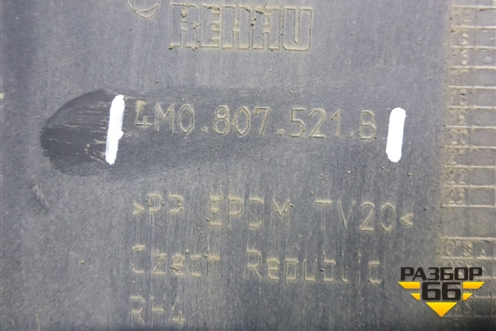 REHAU
4M0.807.521.B
>PP EPDM TV20<
Czech Republic
RH4
РАЗБОР
66